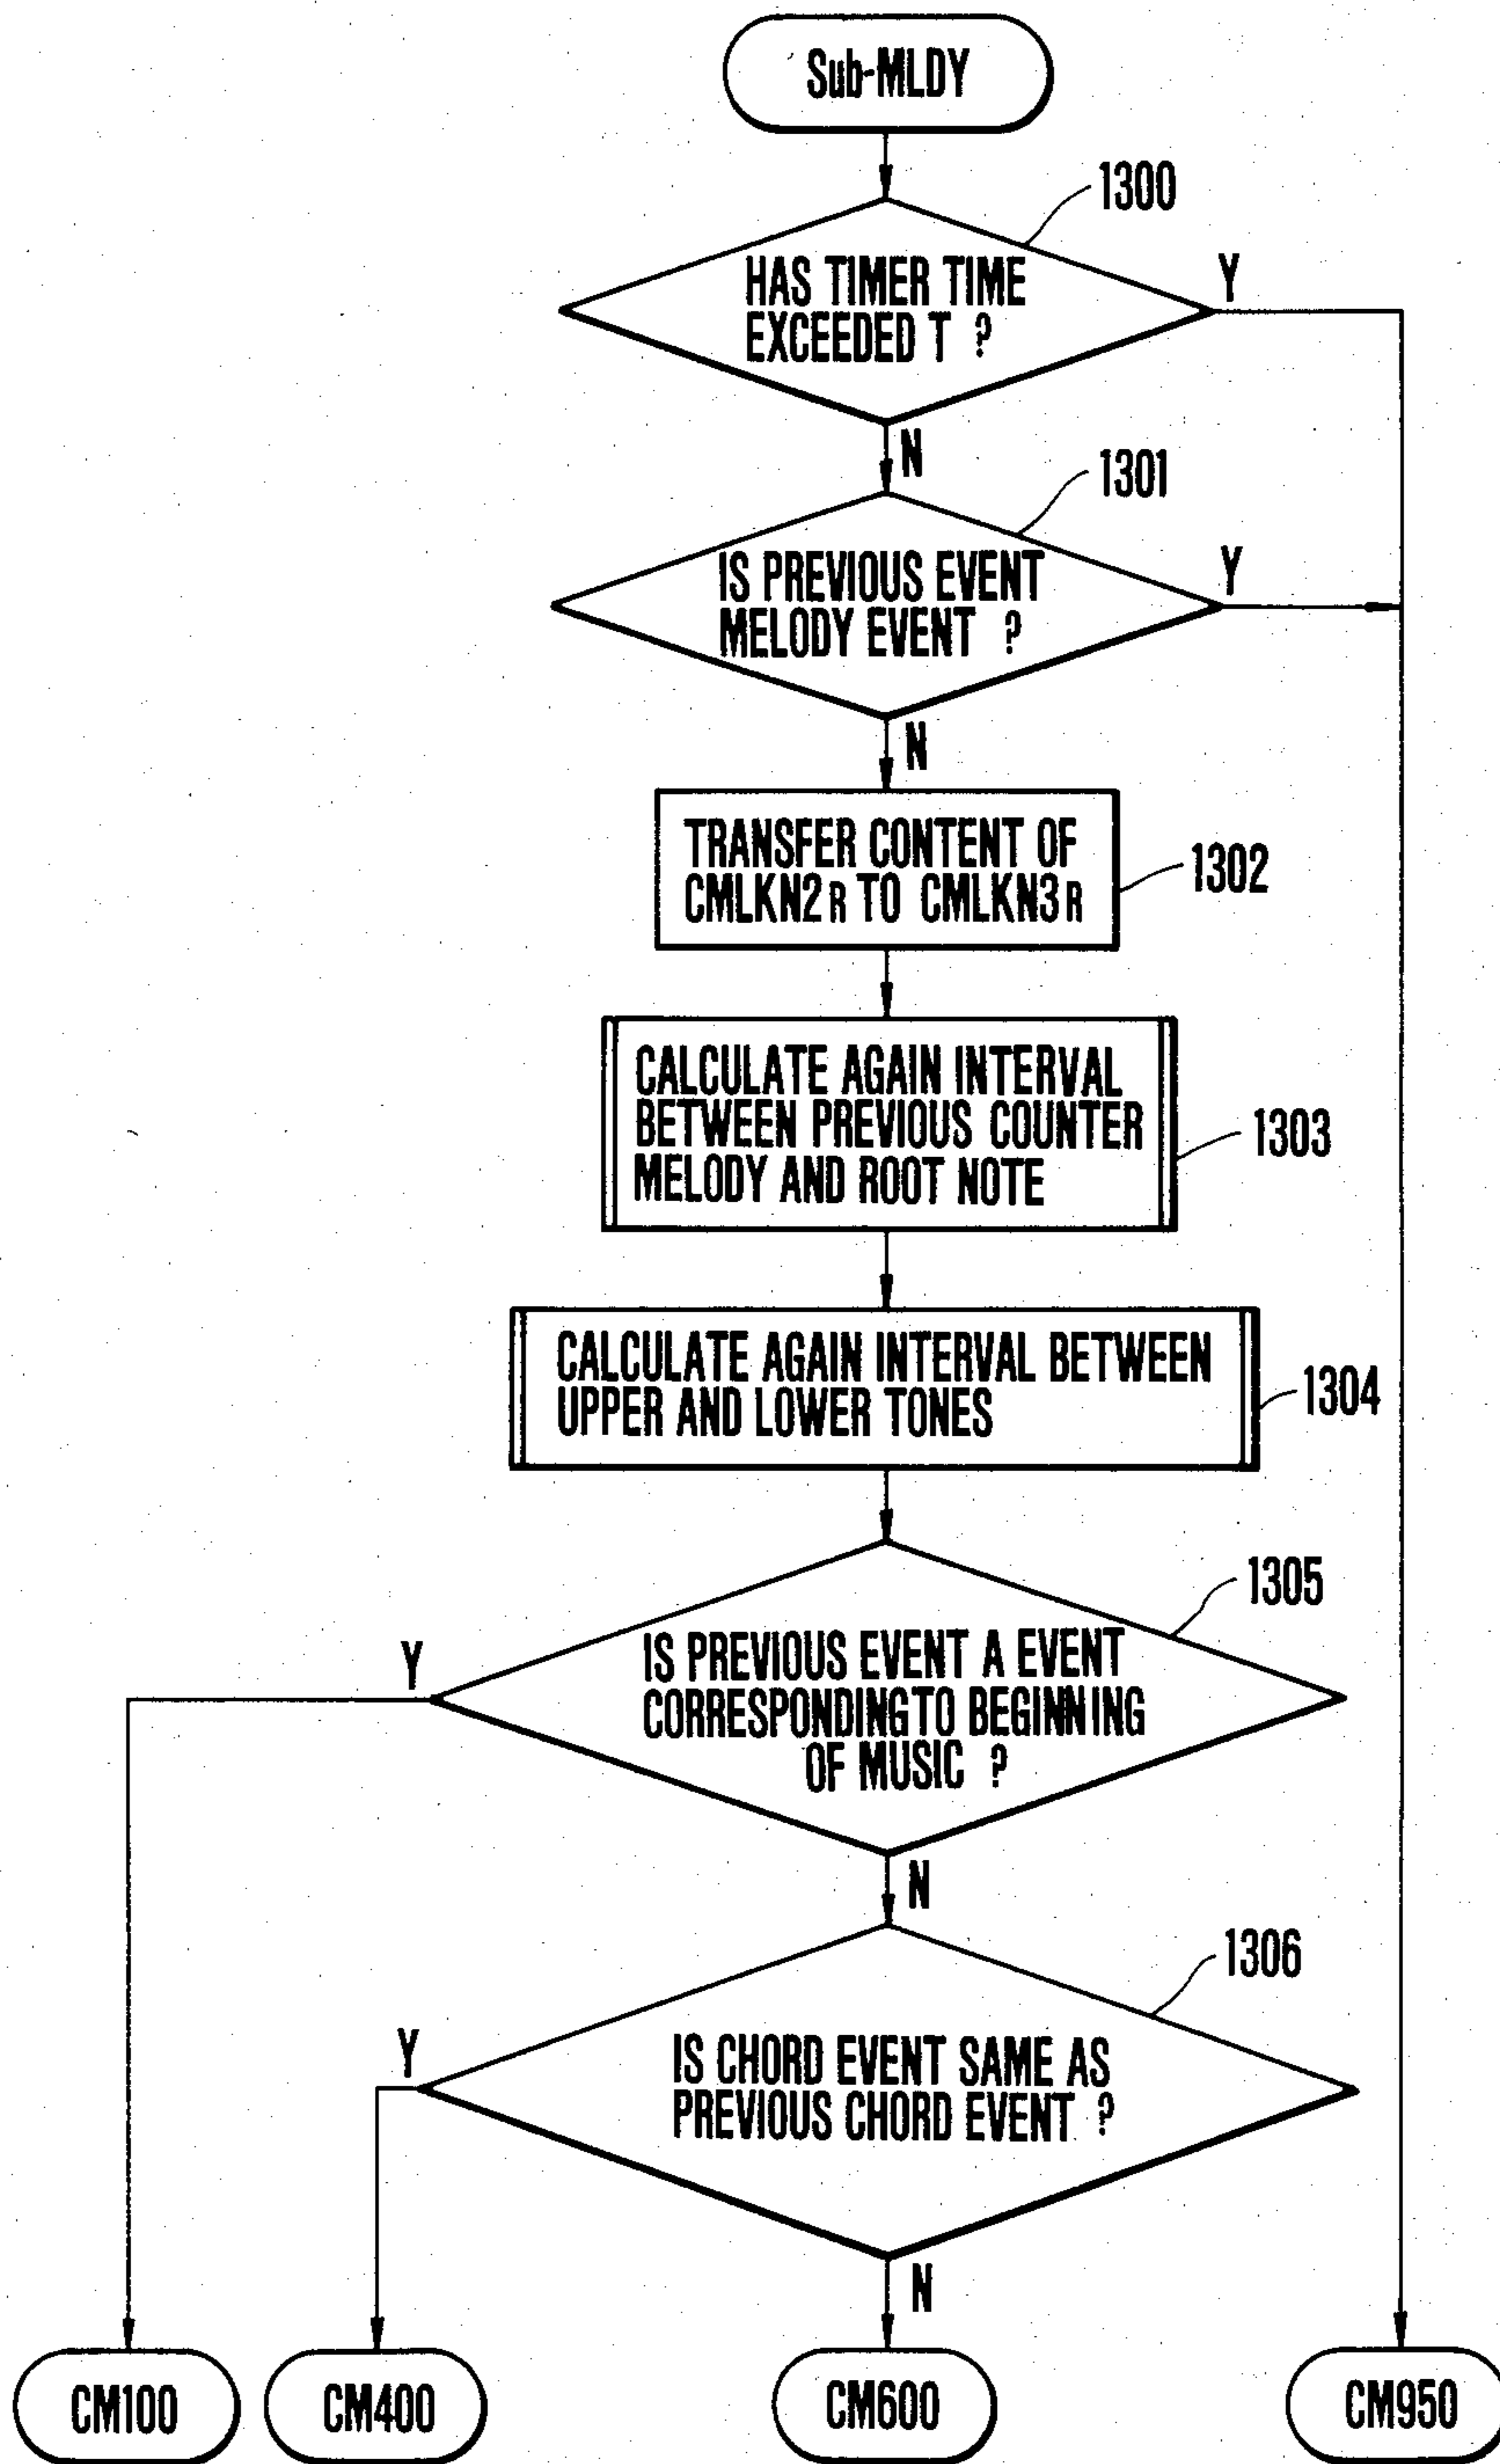 Sub-MLDY
1300
HAS TIMER TIME
EXCEEDED T ?
Y
N
1301
IS PREVIOUS EVENT
MELODY EVENT ?
Y
N
TRANSFER CONTENT OF
CMLKN2R TO CMLKN3R
1302
CALCULATE AGAIN INTERVAL
BETWEEN PREVIOUS COUNTER
MELODY AND ROOT NOTE
1303
CALCULATE AGAIN INTERVAL BETWEEN
UPPER AND LOWER TONES
1304
1305
Y
IS PREVIOUS EVENT A EVENT
CORRESPONDING TO BEGINNING
OF MUSIC ?
N
1306
Y
IS CHORD EVENT SAME AS
PREVIOUS CHORD EVENT ?
N
CM100
CM400
CM600
CM950